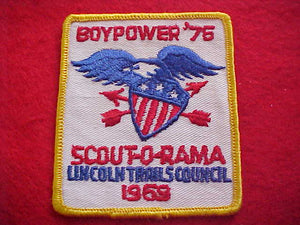 BOYPOWER '76
SCOUT-O-RAMA
LINCOLN TRAILS COUNCIL
1969